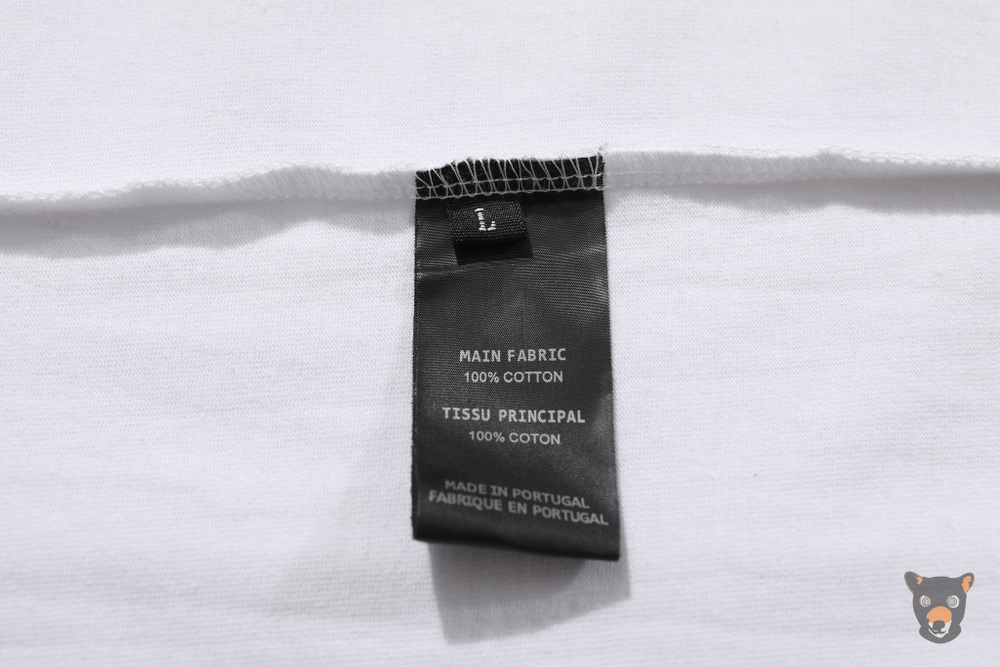 L
MAIN FABRIC
100% COTTON
TISSU PRINCIPAL
100% COTON
MADE IN PORTUGAL
FABRIQUE EN PORTUGAL